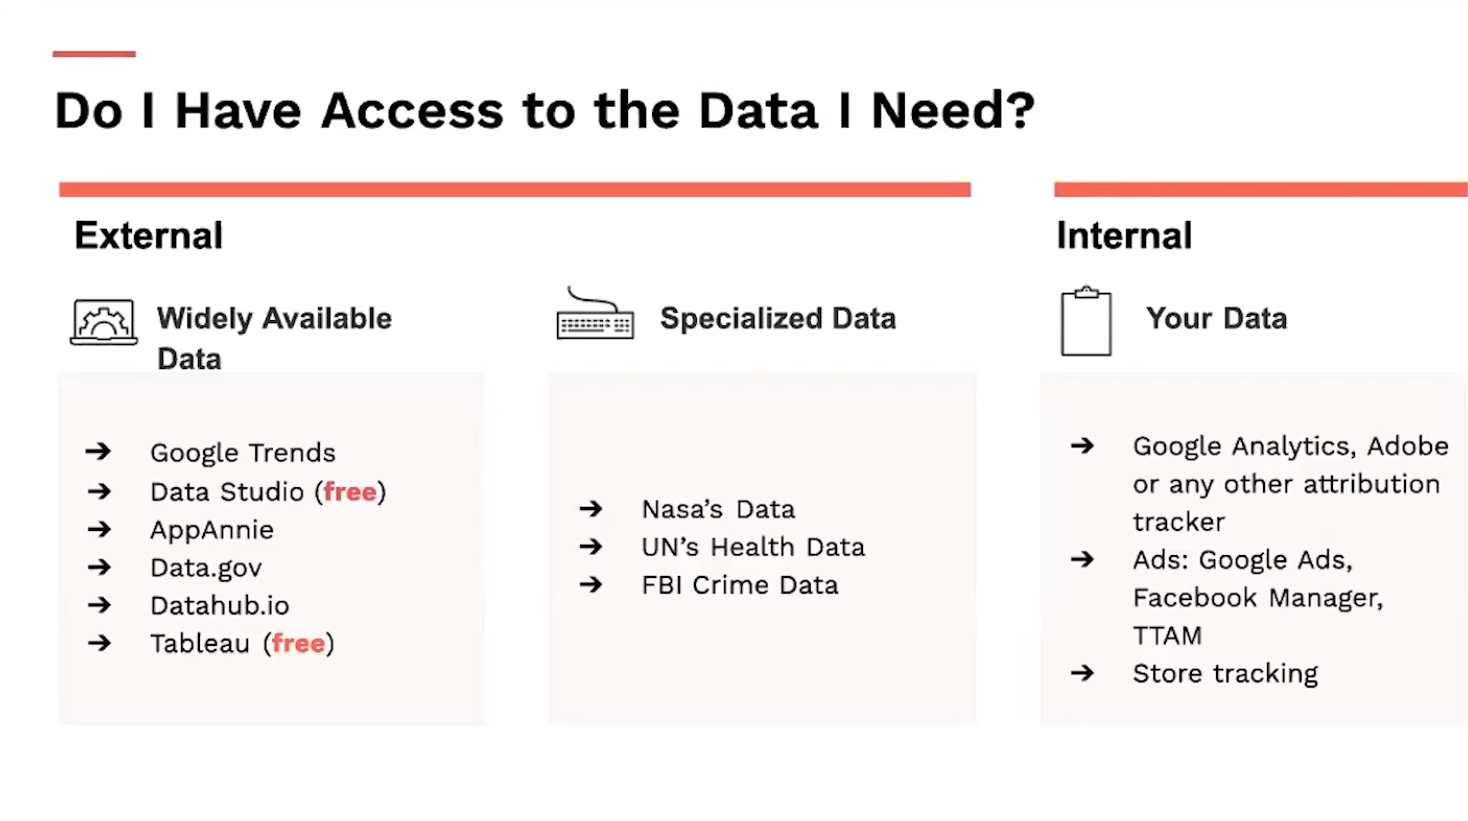 Do I Have Access to the Data I Need?
External
Widely Available
Data
➔ Google Trends
➔ Data Studio (free)
➔ AppAnnie
➔ Data.gov
➔ Datahub.io
➔ Tableau (free)
Specialized Data
➔ Nasa’s Data
➔ UN’s Health Data
➔ FBI Crime Data
Internal
Your Data
➔ Google Analytics, Adobe
or any other attribution
tracker
➔ Ads: Google Ads,
Facebook Manager,
TTAM
➔ Store tracking